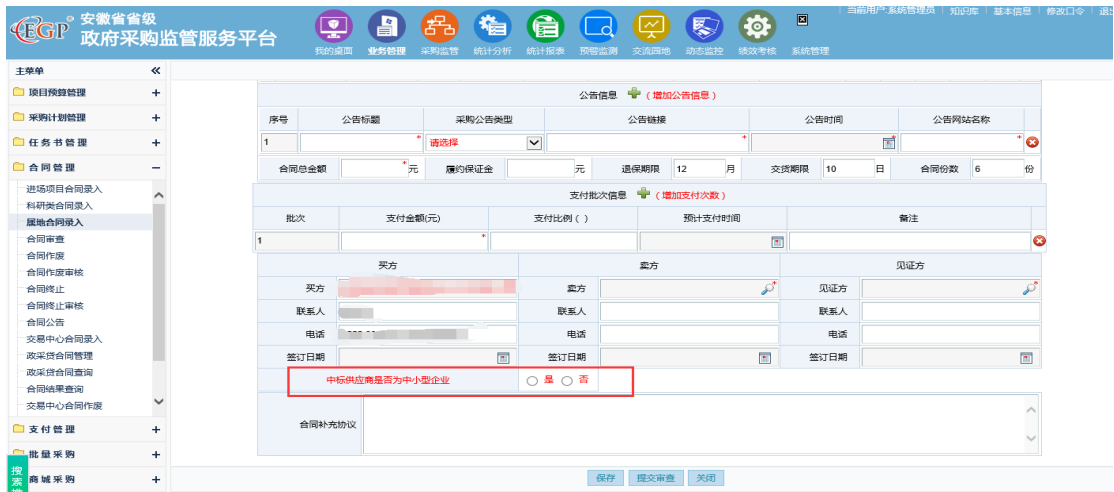 EGP 安徽省省级
政府采购监管服务平台
当前用户:系统管理员 | 知识库 | 基本信息 | 修改口令 |
我的桌面 业务管理 采购监管 统计分析 统计报表 预警监测 交流园地 动态监控 绩效考核 系统管理
主菜单
项目预算管理
采购计划管理
任务书管理
合同管理
进场项目合同录入
科研类合同录入
属地合同录入
合同审查
合同作废
合同作废审核
合同终止
合同终止审核
合同公告
交易中心合同录入
政采贷合同管理
政采贷合同查询
合同结果查询
交易中心合同作废
支付管理
批量采购
商城采购
搜索
公告信息 (增加公告信息)
序号 公告标题 采购公告类型 公告链接 公告时间 公告网站名称
1 * 请选择 * * *
合同总金额 *元 履约保证金 元 退保期限 12 月 交货期限 10 日 合同份数 6 份
支付批次信息 (增加支付次数)
批次 支付金额(元) 支付比例( ) 预计支付时间 备注
1 *
买方 卖方 见证方
买方 卖方 * 见证方 *
联系人 联系人 联系人
电话 电话 电话
签订日期 签订日期 签订日期
中标供应商是否为中小型企业 是 否
合同补充协议
保存 提交审查 关闭